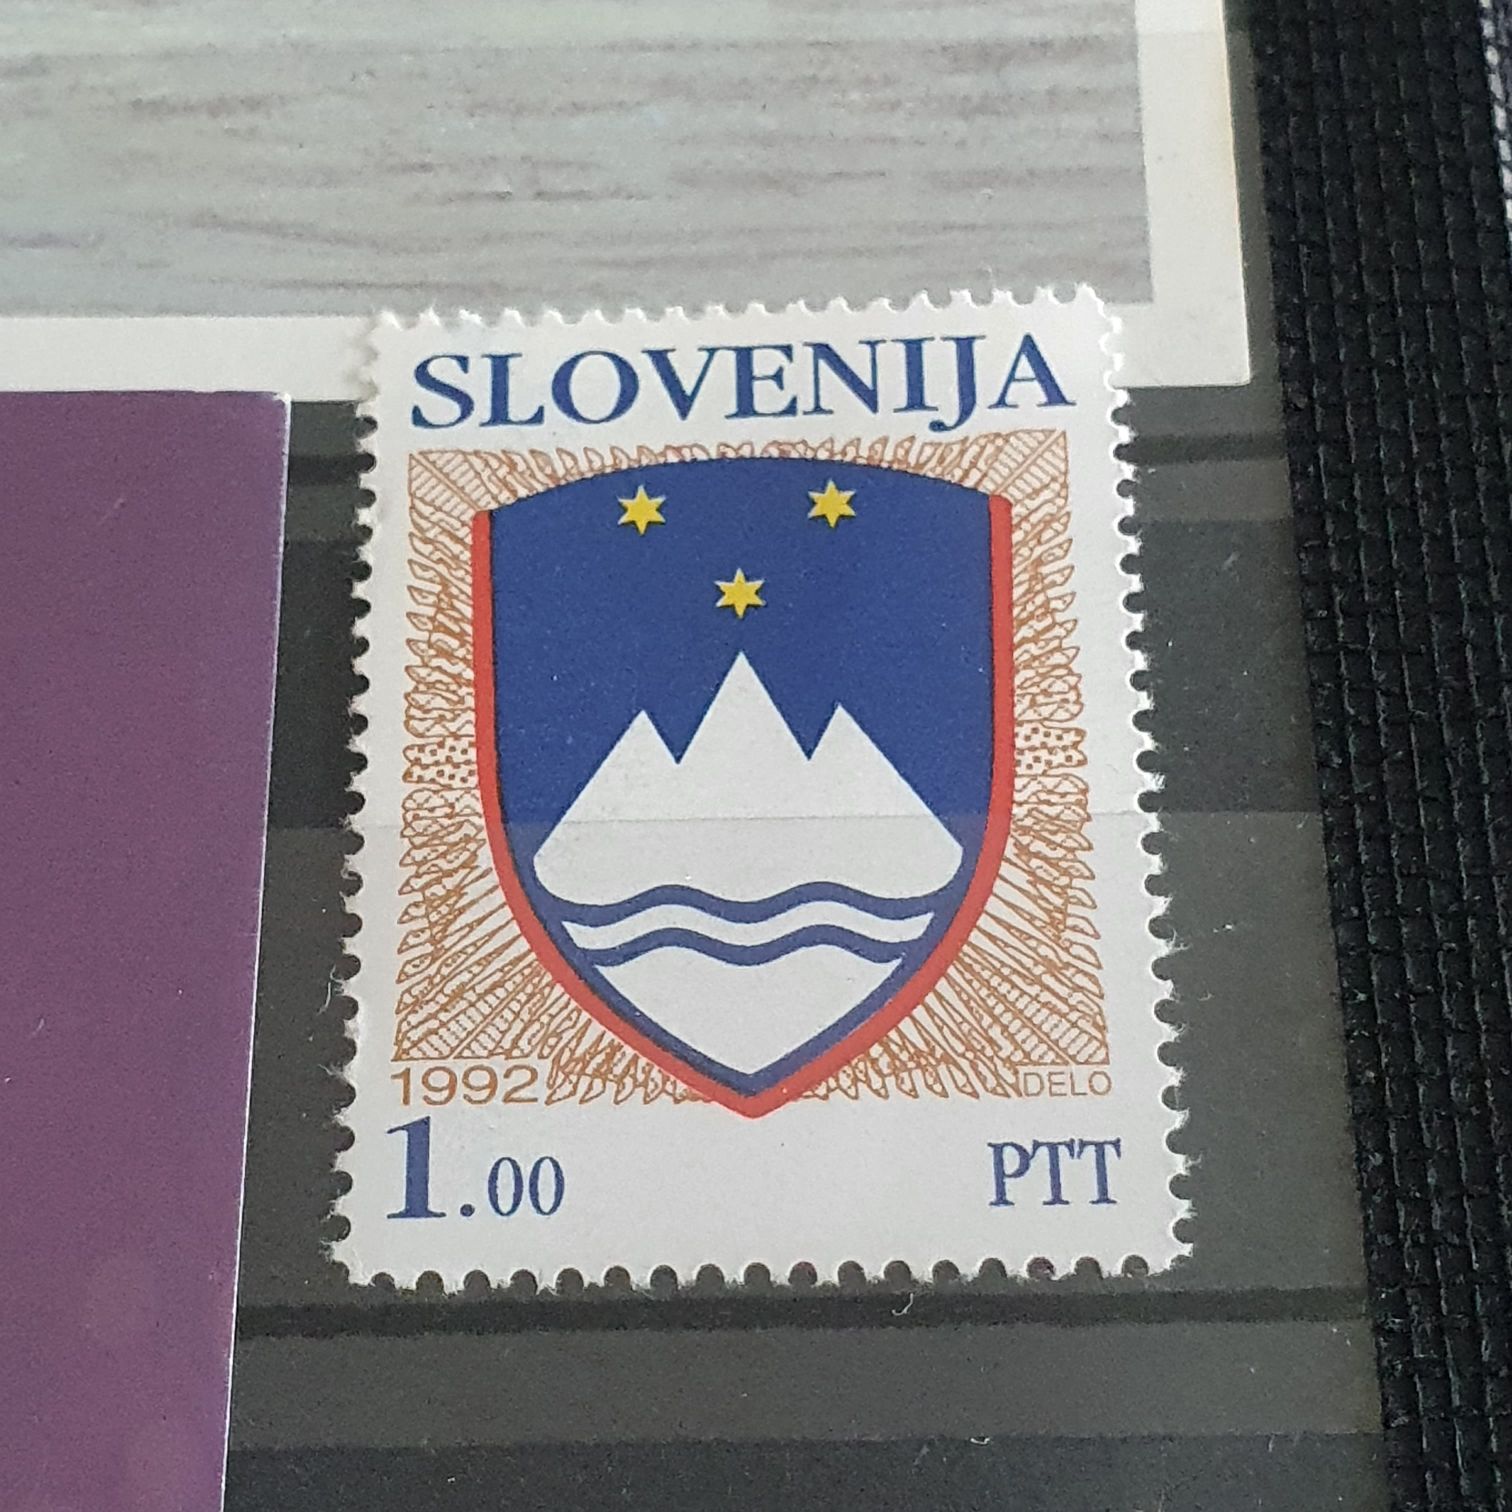 SLOVENIJA
1992
DELO
1.00
PTT